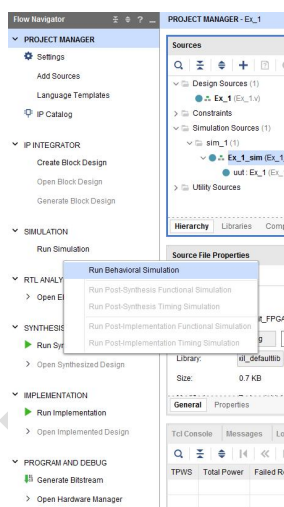 Flow Navigator
PROJECT MANAGER
Settings
Add Sources
Language Templates
IP Catalog
IP INTEGRATOR
Create Block Design
Open Block Design
Generate Block Design
SIMULATION
Run Simulation
Run Behavioral Simulation
Run Post-Synthesis Functional Simulation
Run Post-Synthesis Timing Simulation
Run Post-Implementation Functional Simulation
Run Post-Implementation Timing Simulation
RTL ANALY
Open El
SYNTHESIS
Run Syn
Open Synthesized Design
IMPLEMENTATION
Run Implementation
Open Implemented Design
PROGRAM AND DEBUG
Generate Bitstream
Open Hardware Manager
PROJECT MANAGER - Ex_1
Sources
Design Sources (1)
Ex_1 (Ex_1.v)
Constraints
Simulation Sources (1)
sim_1 (1)
Ex_1_sim (Ex_1
uut : Ex_1 (Ex_
Utility Sources
Hierarchy Libraries Comp
Source File Properties
t_FPGA
g
Library: xil_defaultlib
Size: 0.7 KB
General Properties
Tcl Console Messages Lo
TPWS Total Power Failed Ro